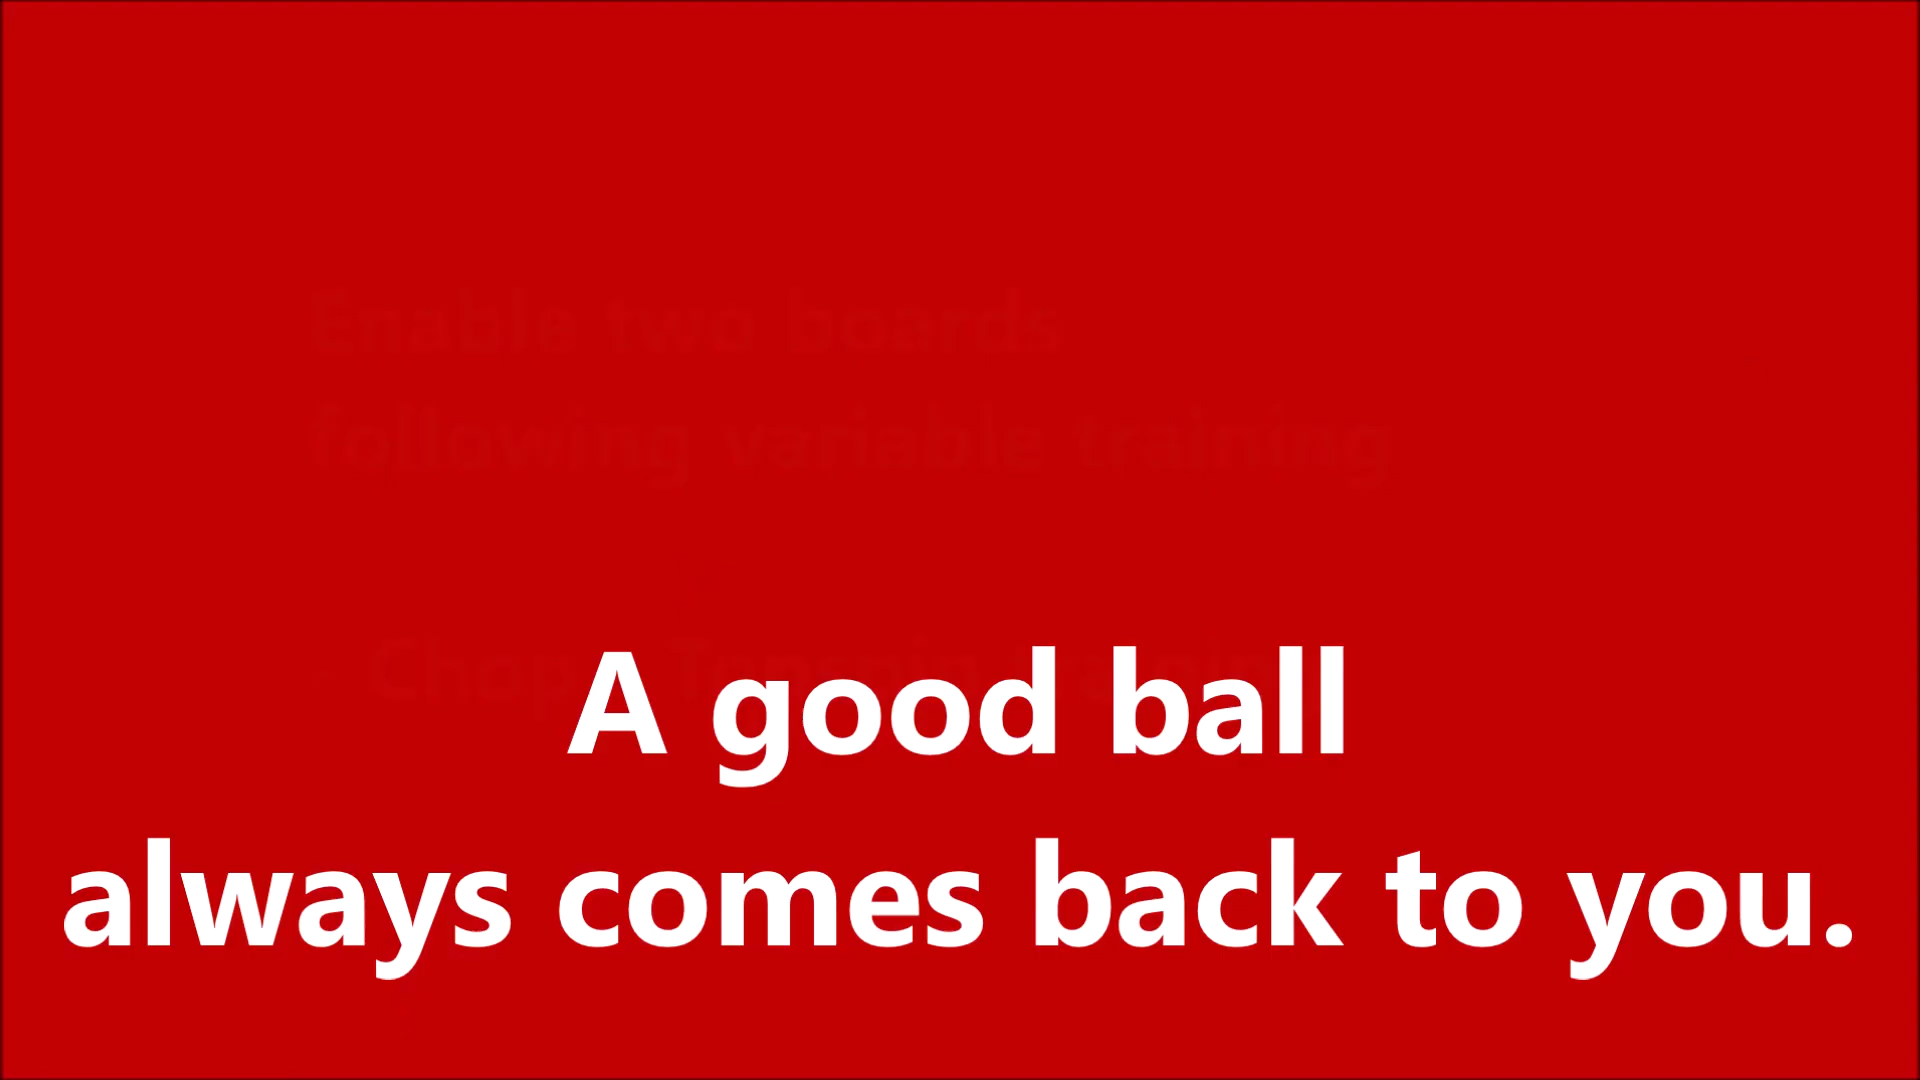 Enable two boards
following variable training
A good ball
always comes back to you.